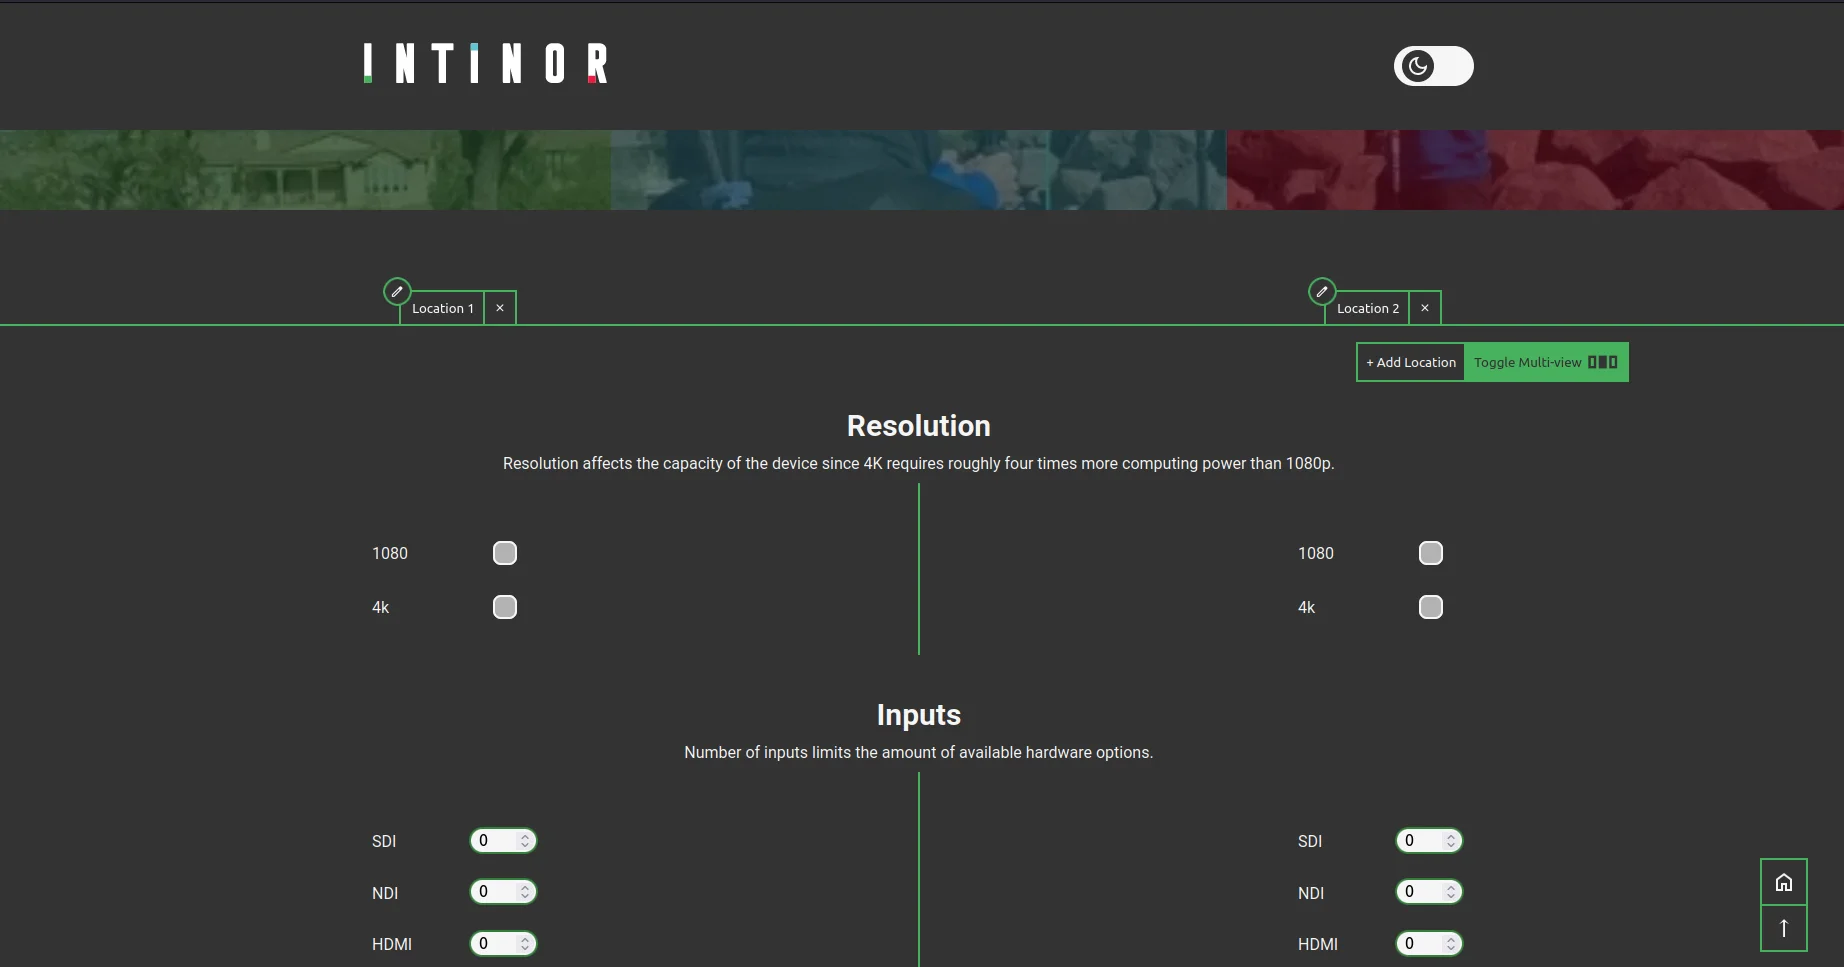 INTINOR
Location 1 ×
Location 2 ×
+ Add Location Toggle Multi-view
Resolution
Resolution affects the capacity of the device since 4K requires roughly four times more computing power than 1080p.
1080
1080
4k
4k
Inputs
Number of inputs limits the amount of available hardware options.
SDI 0
SDI 0
NDI 0
NDI 0
HDMI 0
HDMI 0